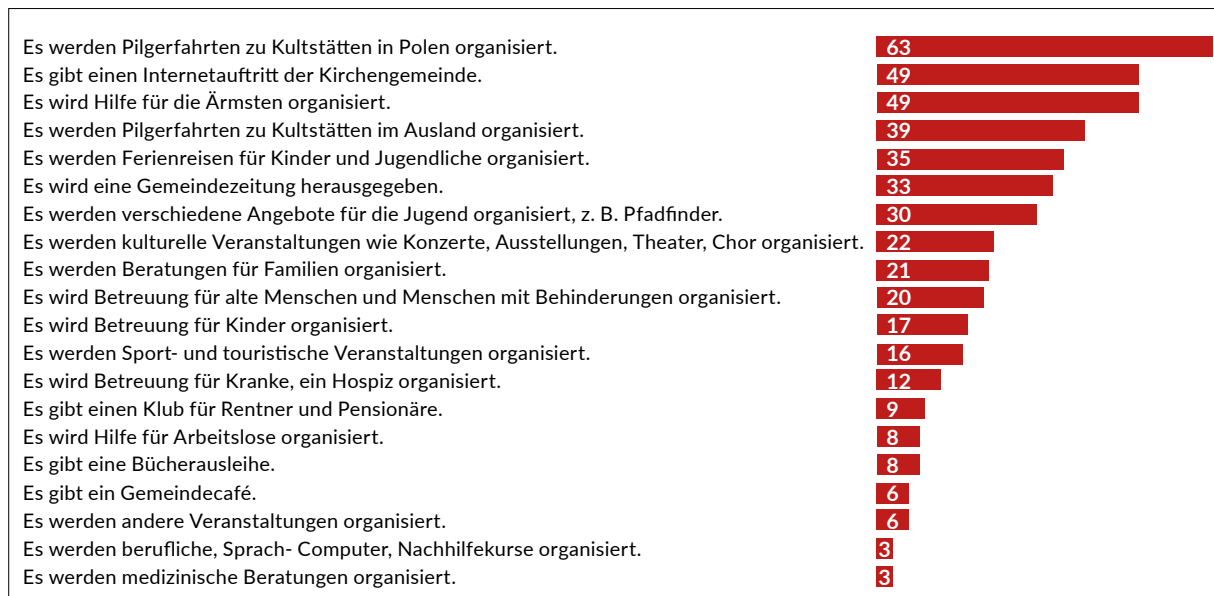 Es werden Pilgerfahrten zu Kultstätten in Polen organisiert. 63
Es gibt einen Internetauftritt der Kirchengemeinde. 49
Es wird Hilfe für die Ärmsten organisiert. 49
Es werden Pilgerfahrten zu Kultstätten im Ausland organisiert. 39
Es werden Ferienreisen für Kinder und Jugendliche organisiert. 35
Es wird eine Gemeindezeitung herausgegeben. 33
Es werden verschiedene Angebote für die Jugend organisiert, z. B. Pfadfinder. 30
Es werden kulturelle Veranstaltungen wie Konzerte, Ausstellungen, Theater, Chor organisiert. 22
Es werden Beratungen für Familien organisiert. 21
Es wird Betreuung für alte Menschen und Menschen mit Behinderungen organisiert. 20
Es wird Betreuung für Kinder organisiert. 17
Es werden Sport- und touristische Veranstaltungen organisiert. 16
Es wird Betreuung für Kranke, ein Hospiz organisiert. 12
Es gibt einen Klub für Rentner und Pensionäre. 9
Es wird Hilfe für Arbeitslose organisiert. 8
Es gibt eine Bücherausleihe. 8
Es gibt ein Gemeindecafé. 6
Es werden andere Veranstaltungen organisiert. 6
Es werden berufliche, Sprach- Computer, Nachhilfekurse organisiert. 3
Es werden medizinische Beratungen organisiert. 3